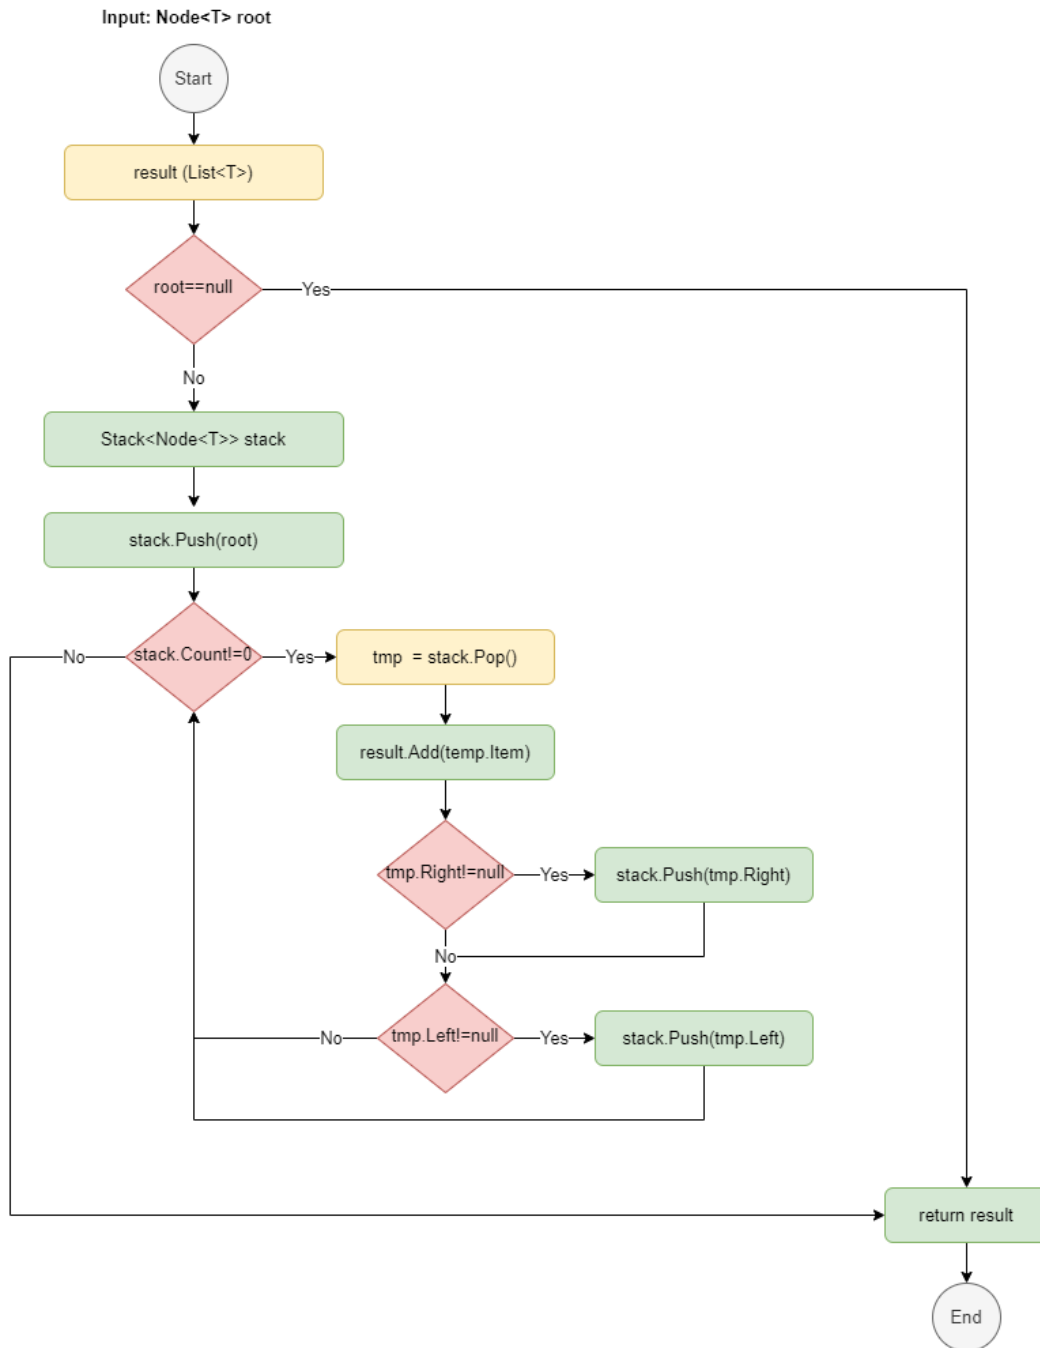 Input: Node<T> root
Start
result (List<T>)
root==null
Yes
No
Stack<Node<T>> stack
stack.Push(root)
No
stack.Count!=0
Yes
tmp  = stack.Pop()
result.Add(temp.Item)
tmp.Right!=null
Yes
stack.Push(tmp.Right)
No
No
tmp.Left!=null
Yes
stack.Push(tmp.Left)
return result
End